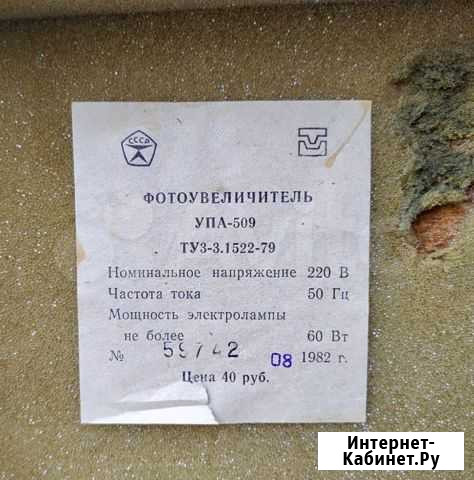 СССР
ФОТОУВЕЛИЧИТЕЛЬ
УПА-509
ТУ3-3.1522-79
Номинальное напряжение 220 В
Частота тока 50 Гц
Мощность электролампы
не более 60 Вт
№ 59742 08 1982 г.
Цена 40 руб.
Интернет-
Кабинет.Ру